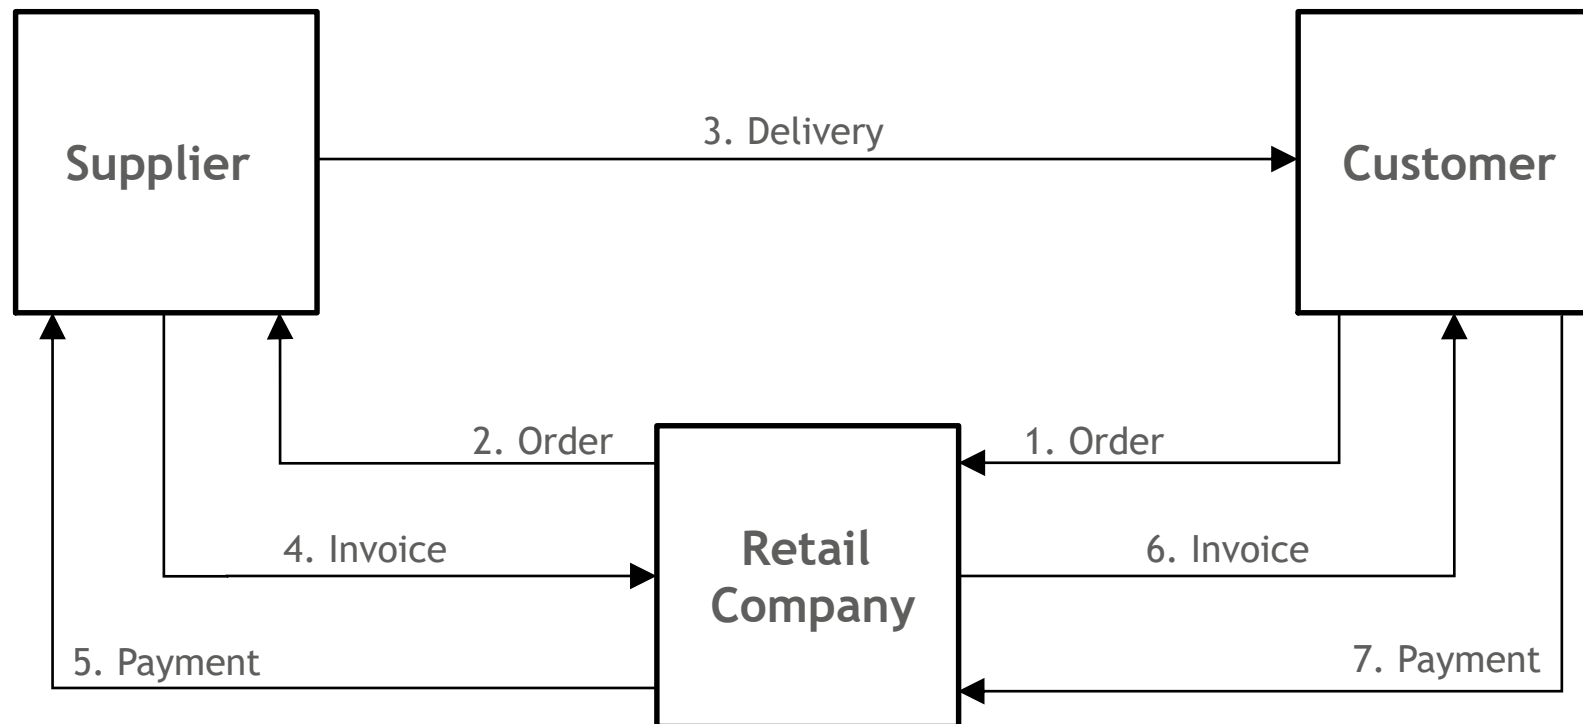 3. Delivery
Supplier
Customer
2. Order
1. Order
4. Invoice
Retail
Company
6. Invoice
5. Payment
7. Payment